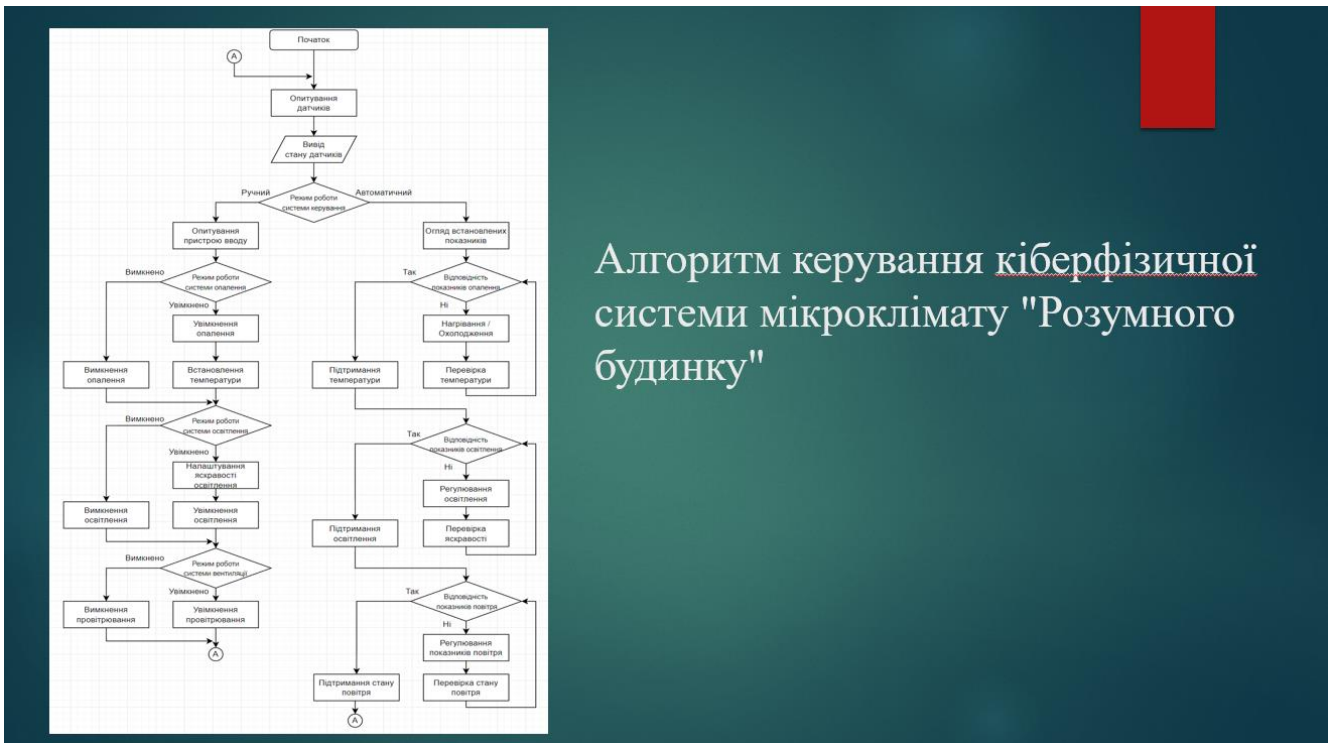 Початок
А
Опитування
датчиків
Вивід
стану датчиків
Ручний
Автоматичний
Режим роботи
системи керування
Опитування
пристрою вводу
Вимкнено
Режим роботи
системи опалення
Увімкнено
Увімкнення
опалення
Вимкнення
опалення
Встановлення
температури
Вимкнено
Режим роботи
системи освітлення
Увімкнено
Налаштування
яскравості
освітлення
Вимкнення
освітлення
Увімкнення
освітлення
Вимкнено
Режим роботи
системи вентиляції
Увімкнено
Вимкнення
провітрювання
Увімкнення
провітрювання
А
Огляд встановлених
показників
Так
Відповідність
показників опалення
Ні
Нагрівання /
Охолодження
Підтримання
температури
Перевірка
температури
Так
Відповідність
показників освітлення
Ні
Регулювання
освітлення
Підтримання
освітлення
Перевірка
яскравості
Так
Відповідність
показників повітря
Ні
Регулювання
показників повітря
Підтримання стану
повітря
Перевірка стану
повітря
А
Алгоритм керування кіберфізичної
системи мікроклімату "Розумного
будинку"